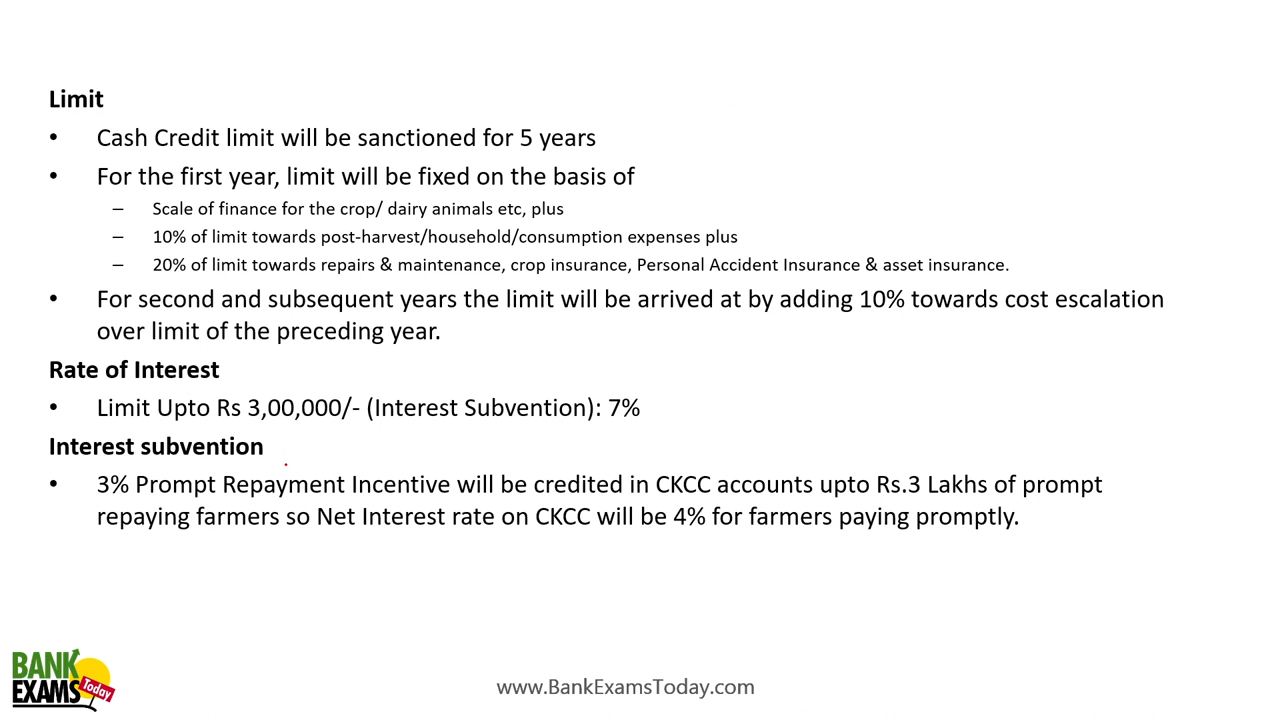 Limit
• Cash Credit limit will be sanctioned for 5 years
• For the first year, limit will be fixed on the basis of
– Scale of finance for the crop/ dairy animals etc, plus
– 10% of limit towards post-harvest/household/consumption expenses plus
– 20% of limit towards repairs & maintenance, crop insurance, Personal Accident Insurance & asset insurance.
• For second and subsequent years the limit will be arrived at by adding 10% towards cost escalation
over limit of the preceding year.
Rate of Interest
• Limit Upto Rs 3,00,000/- (Interest Subvention): 7%
Interest subvention
• 3% Prompt Repayment Incentive will be credited in CKCC accounts upto Rs.3 Lakhs of prompt
repaying farmers so Net Interest rate on CKCC will be 4% for farmers paying promptly.
BANK
EXAMS Today
www.BankExamsToday.com